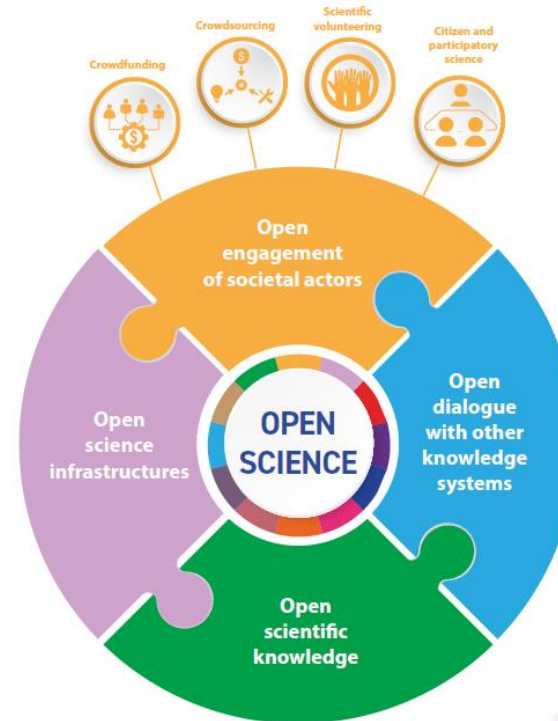 Crowdfunding
Crowdsourcing
Scientific
volunteering
Citizen and
participatory
science
$
$
Open
engagement
of societal actors
Open
science
infrastructures
OPEN
SCIENCE
Open
dialogue
with other
knowledge
systems
Open
scientific
knowledge